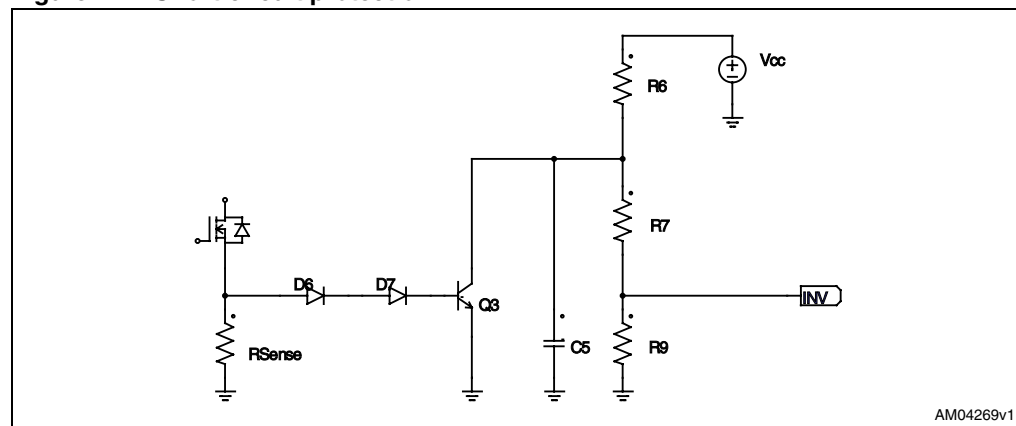 Vcc
R6
R7
D6
D7
Q3
INV
RSense
C5
R9
AM04269v1